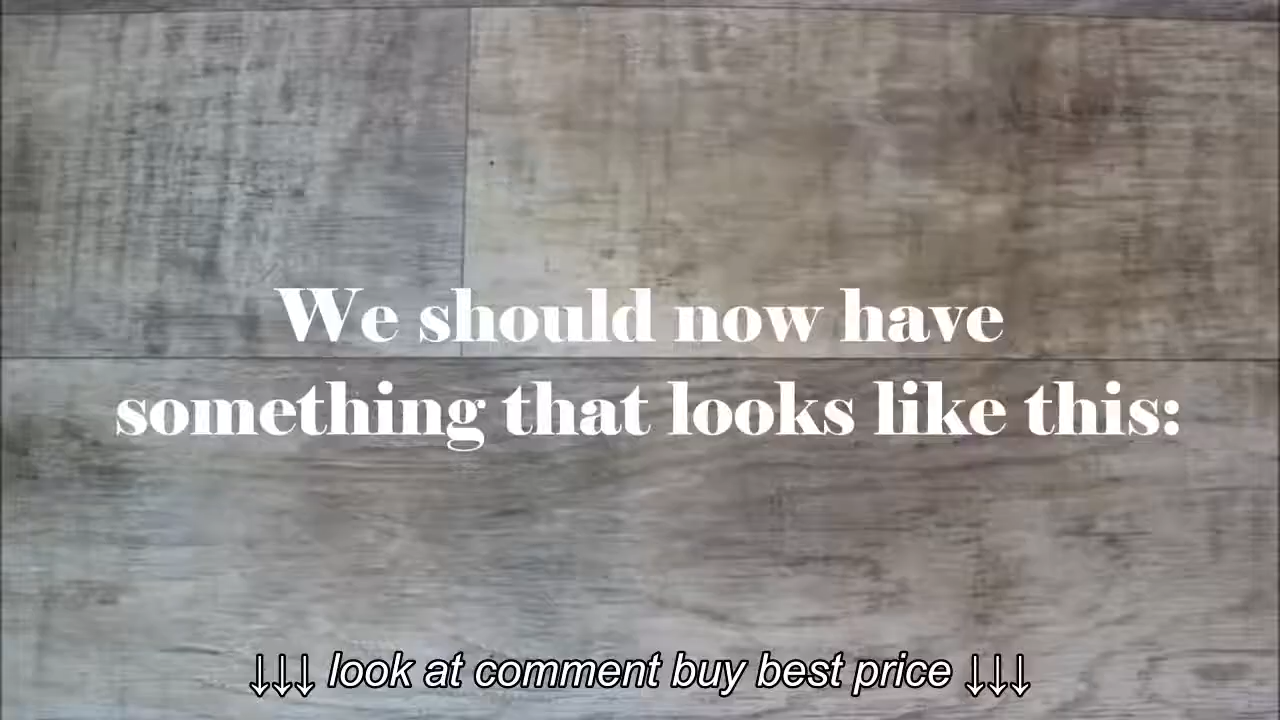 We should now have
something that looks like this:
↓↓↓ look at comment buy best price ↓↓↓